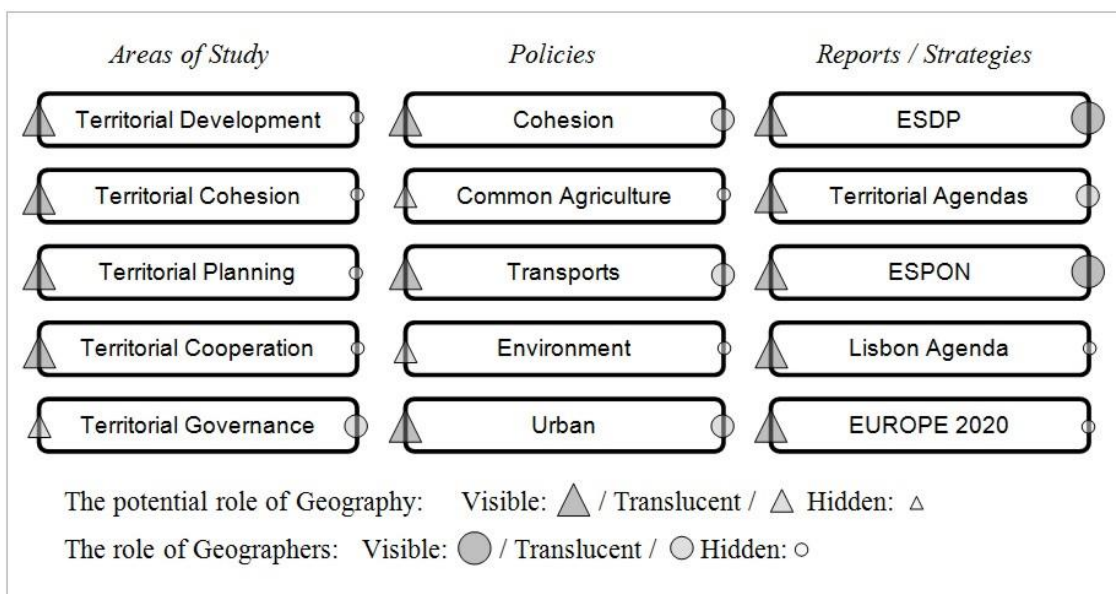 Areas of Study Policies Reports / Strategies
Territorial Development Cohesion ESDP
Territorial Cohesion Common Agriculture Territorial Agendas
Territorial Planning Transports ESPON
Territorial Cooperation Environment Lisbon Agenda
Territorial Governance Urban EUROPE 2020
The potential role of Geography: Visible: / Translucent / Hidden:
The role of Geographers: Visible: / Translucent / Hidden: